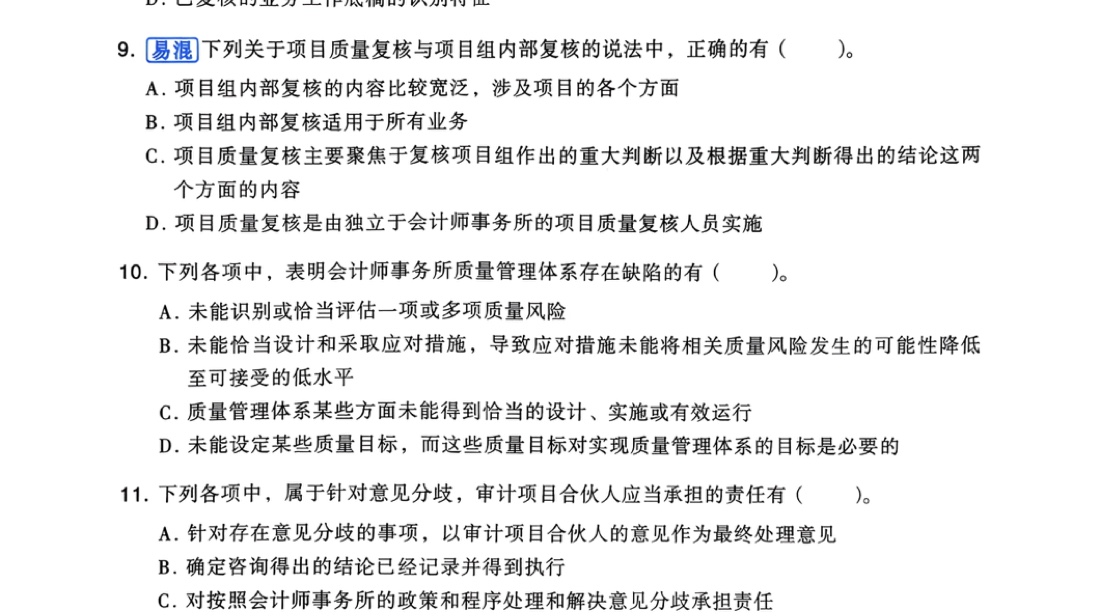 D. 已复核的业务工作底稿的识别特征
9. 易混 下列关于项目质量复核与项目组内部复核的说法中，正确的有（　　）。
A. 项目组内部复核的内容比较宽泛，涉及项目的各个方面
B. 项目组内部复核适用于所有业务
C. 项目质量复核主要聚焦于复核项目组作出的重大判断以及根据重大判断得出的结论这两
个方面的内容
D. 项目质量复核是由独立于会计师事务所的项目质量复核人员实施
10. 下列各项中，表明会计师事务所质量管理体系存在缺陷的有（　　）。
A. 未能识别或恰当评估一项或多项质量风险
B. 未能恰当设计和采取应对措施，导致应对措施未能将相关质量风险发生的可能性降低
至可接受的低水平
C. 质量管理体系某些方面未能得到恰当的设计、实施或有效运行
D. 未能设定某些质量目标，而这些质量目标对实现质量管理体系的目标是必要的
11. 下列各项中，属于针对意见分歧，审计项目合伙人应当承担的责任有（　　）。
A. 针对存在意见分歧的事项，以审计项目合伙人的意见作为最终处理意见
B. 确定咨询得出的结论已经记录并得到执行
C. 对按照会计师事务所的政策和程序处理和解决意见分歧承担责任